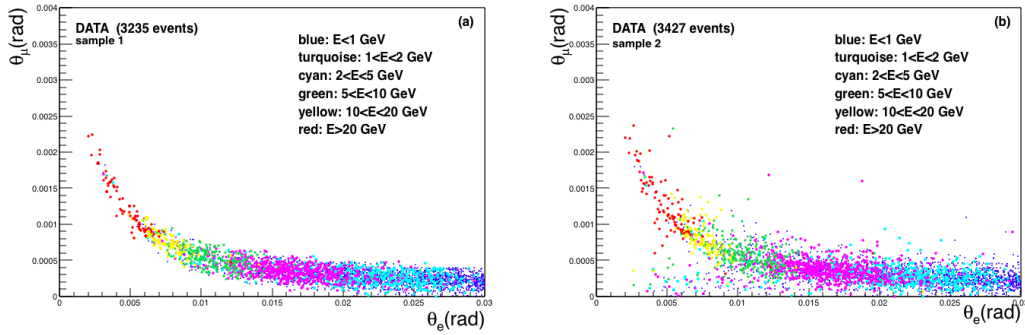 0.004
0.0035
0.003
0.0025
0.002
0.0015
0.001
0.0005
0
θμ(rad)
DATA (3235 events)
sample 1
(a)
blue: E<1 GeV
turquoise: 1<E<2 GeV
cyan: 2<E<5 GeV
green: 5<E<10 GeV
yellow: 10<E<20 GeV
red: E>20 GeV
0 0.005 0.01 0.015 0.02 0.025 0.03
θe(rad)
0.004
0.0035
0.003
0.0025
0.002
0.0015
0.001
0.0005
0
θμ(rad)
DATA (3427 events)
sample 2
(b)
blue: E<1 GeV
turquoise: 1<E<2 GeV
cyan: 2<E<5 GeV
green: 5<E<10 GeV
yellow: 10<E<20 GeV
red: E>20 GeV
0.005 0.01 0.015 0.02 0.025 0.03
θe(rad)